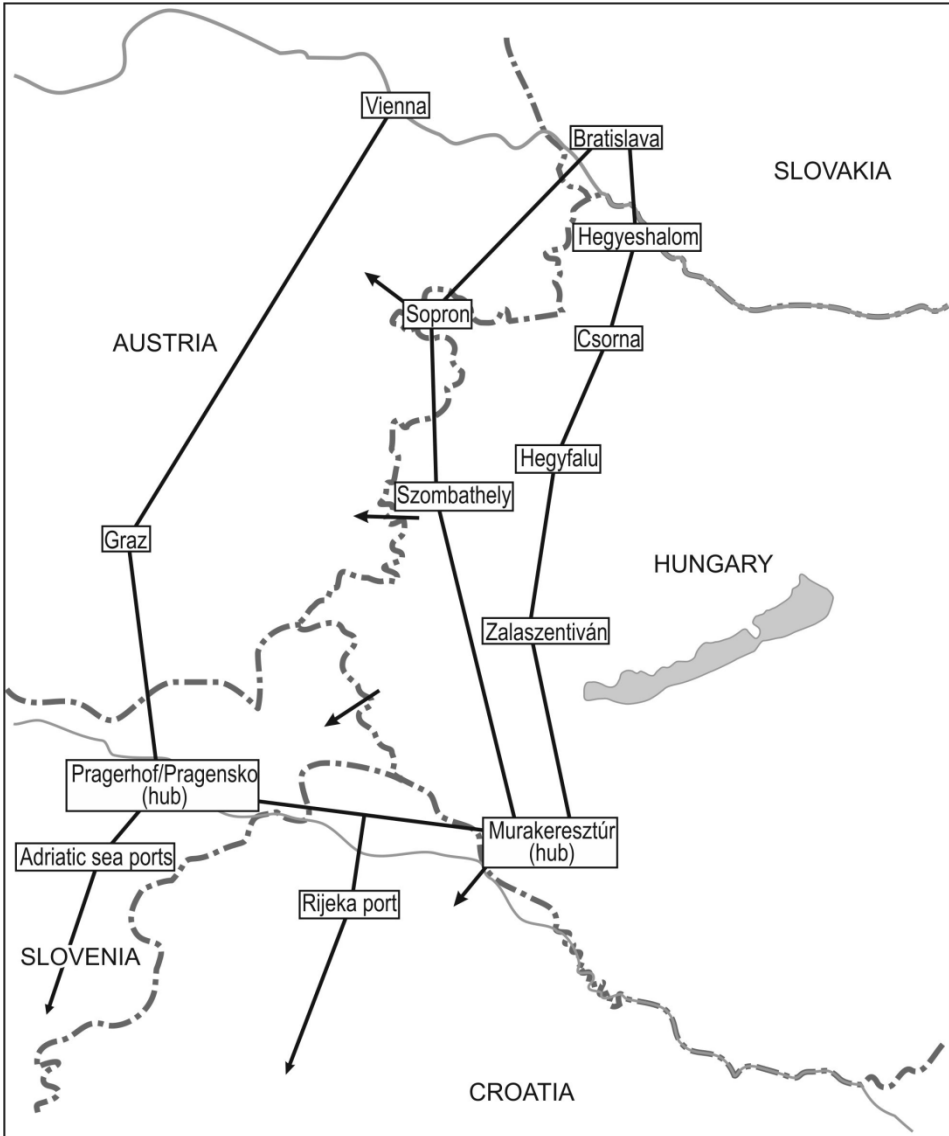 Vienna
Bratislava
SLOVAKIA
Hegyeshalom
Sopron
AUSTRIA
Csorna
Hegyfalu
Szombathely
Graz
HUNGARY
Zalaszentiván
Pragerhof/Pragensko
(hub)
Murakeresztúr
(hub)
Adriatic sea ports
Rijeka port
SLOVENIA
CROATIA